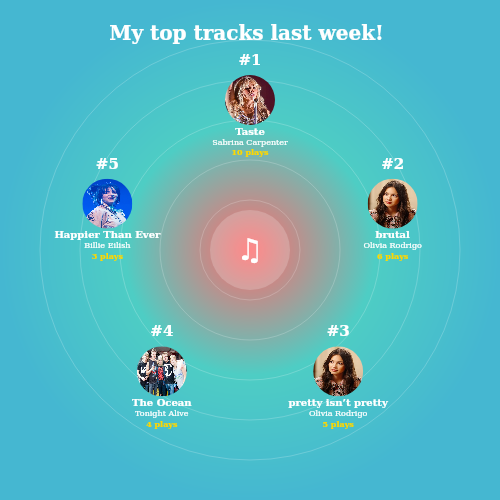 My top tracks last week!
#1
Taste
Sabrina Carpenter
10 plays
#2
brutal
Olivia Rodrigo
6 plays
#3
pretty isn't pretty
Olivia Rodrigo
5 plays
#4
The Ocean
Tonight Alive
4 plays
#5
Happier Than Ever
Billie Eilish
3 plays